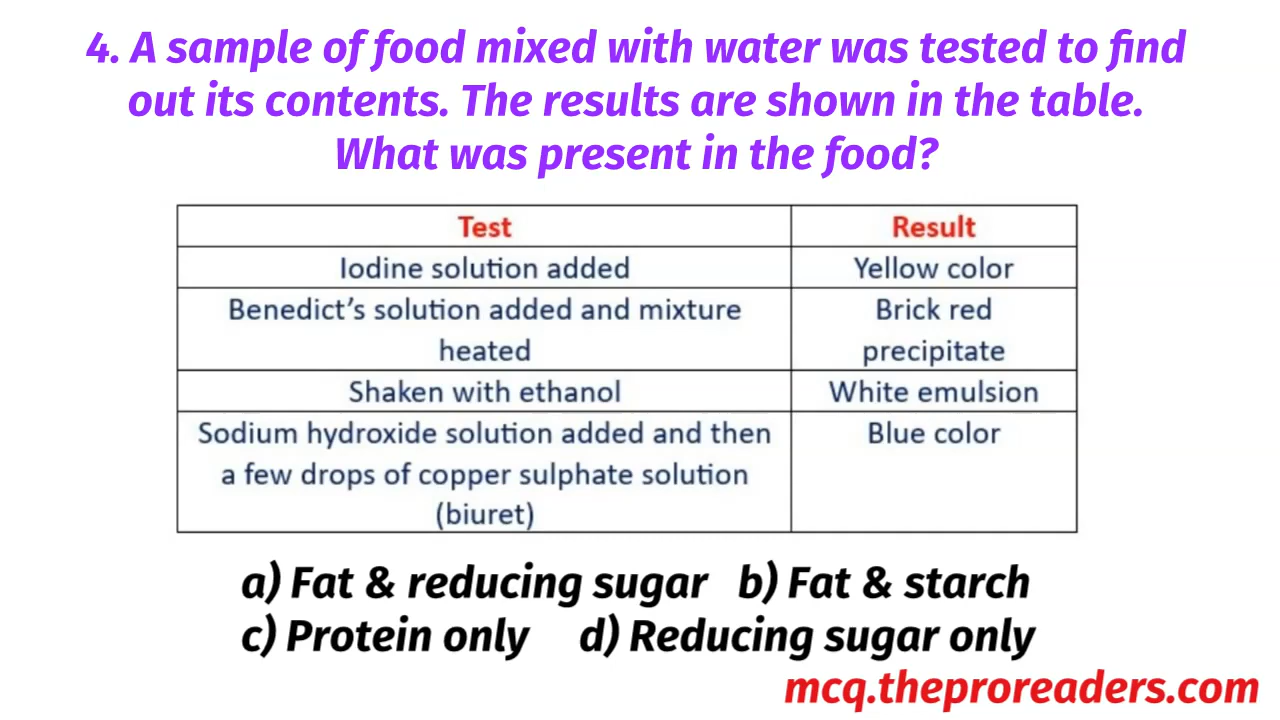 4. A sample of food mixed with water was tested to find
out its contents. The results are shown in the table.
What was present in the food?
Test Result
Iodine solution added Yellow color
Benedict’s solution added and mixture Brick red
heated precipitate
Shaken with ethanol White emulsion
Sodium hydroxide solution added and then Blue color
a few drops of copper sulphate solution
(biuret)
a) Fat & reducing sugar b) Fat & starch
c) Protein only d) Reducing sugar only
mcq.theproreaders.com